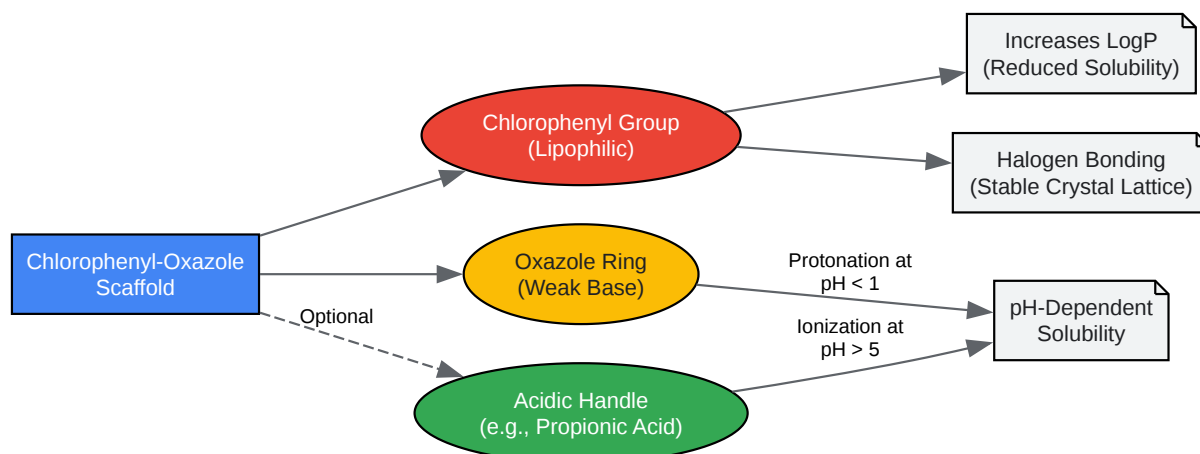 Chlorophenyl-Oxazole
Scaffold
Optional
Chlorophenyl Group
(Lipophilic)
Oxazole Ring
(Weak Base)
Acidic Handle
(e.g., Propionic Acid)
Protonation at
pH < 1
Ionization at
pH > 5
Increases LogP
(Reduced Solubility)
Halogen Bonding
(Stable Crystal Lattice)
pH-Dependent
Solubility